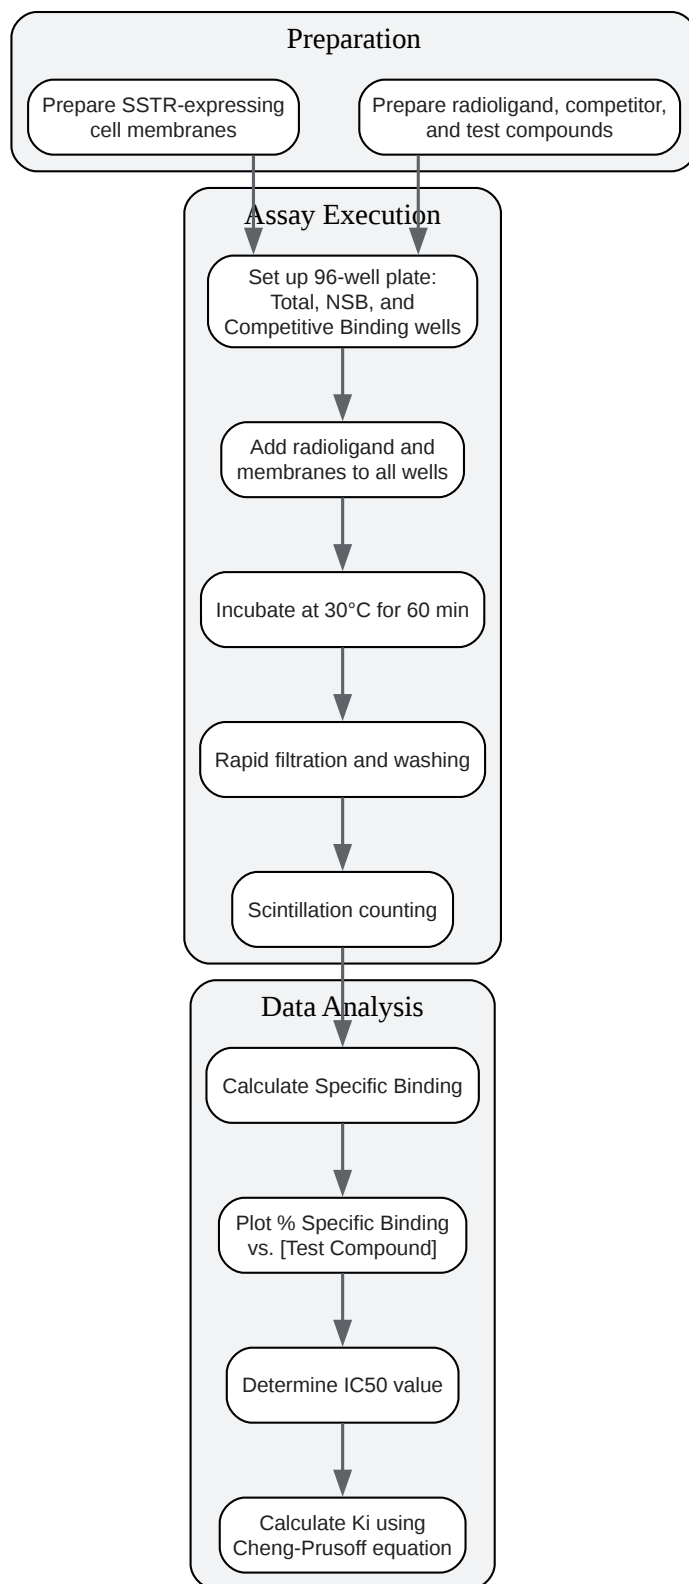 Preparation
Prepare SSTR-expressing
cell membranes
Prepare radioligand, competitor,
and test compounds
Assay Execution
Set up 96-well plate:
Total, NSB, and
Competitive Binding wells
Add radioligand and
membranes to all wells
Incubate at 30°C for 60 min
Rapid filtration and washing
Scintillation counting
Data Analysis
Calculate Specific Binding
Plot % Specific Binding
vs. [Test Compound]
Determine IC50 value
Calculate Ki using
Cheng-Prusoff equation